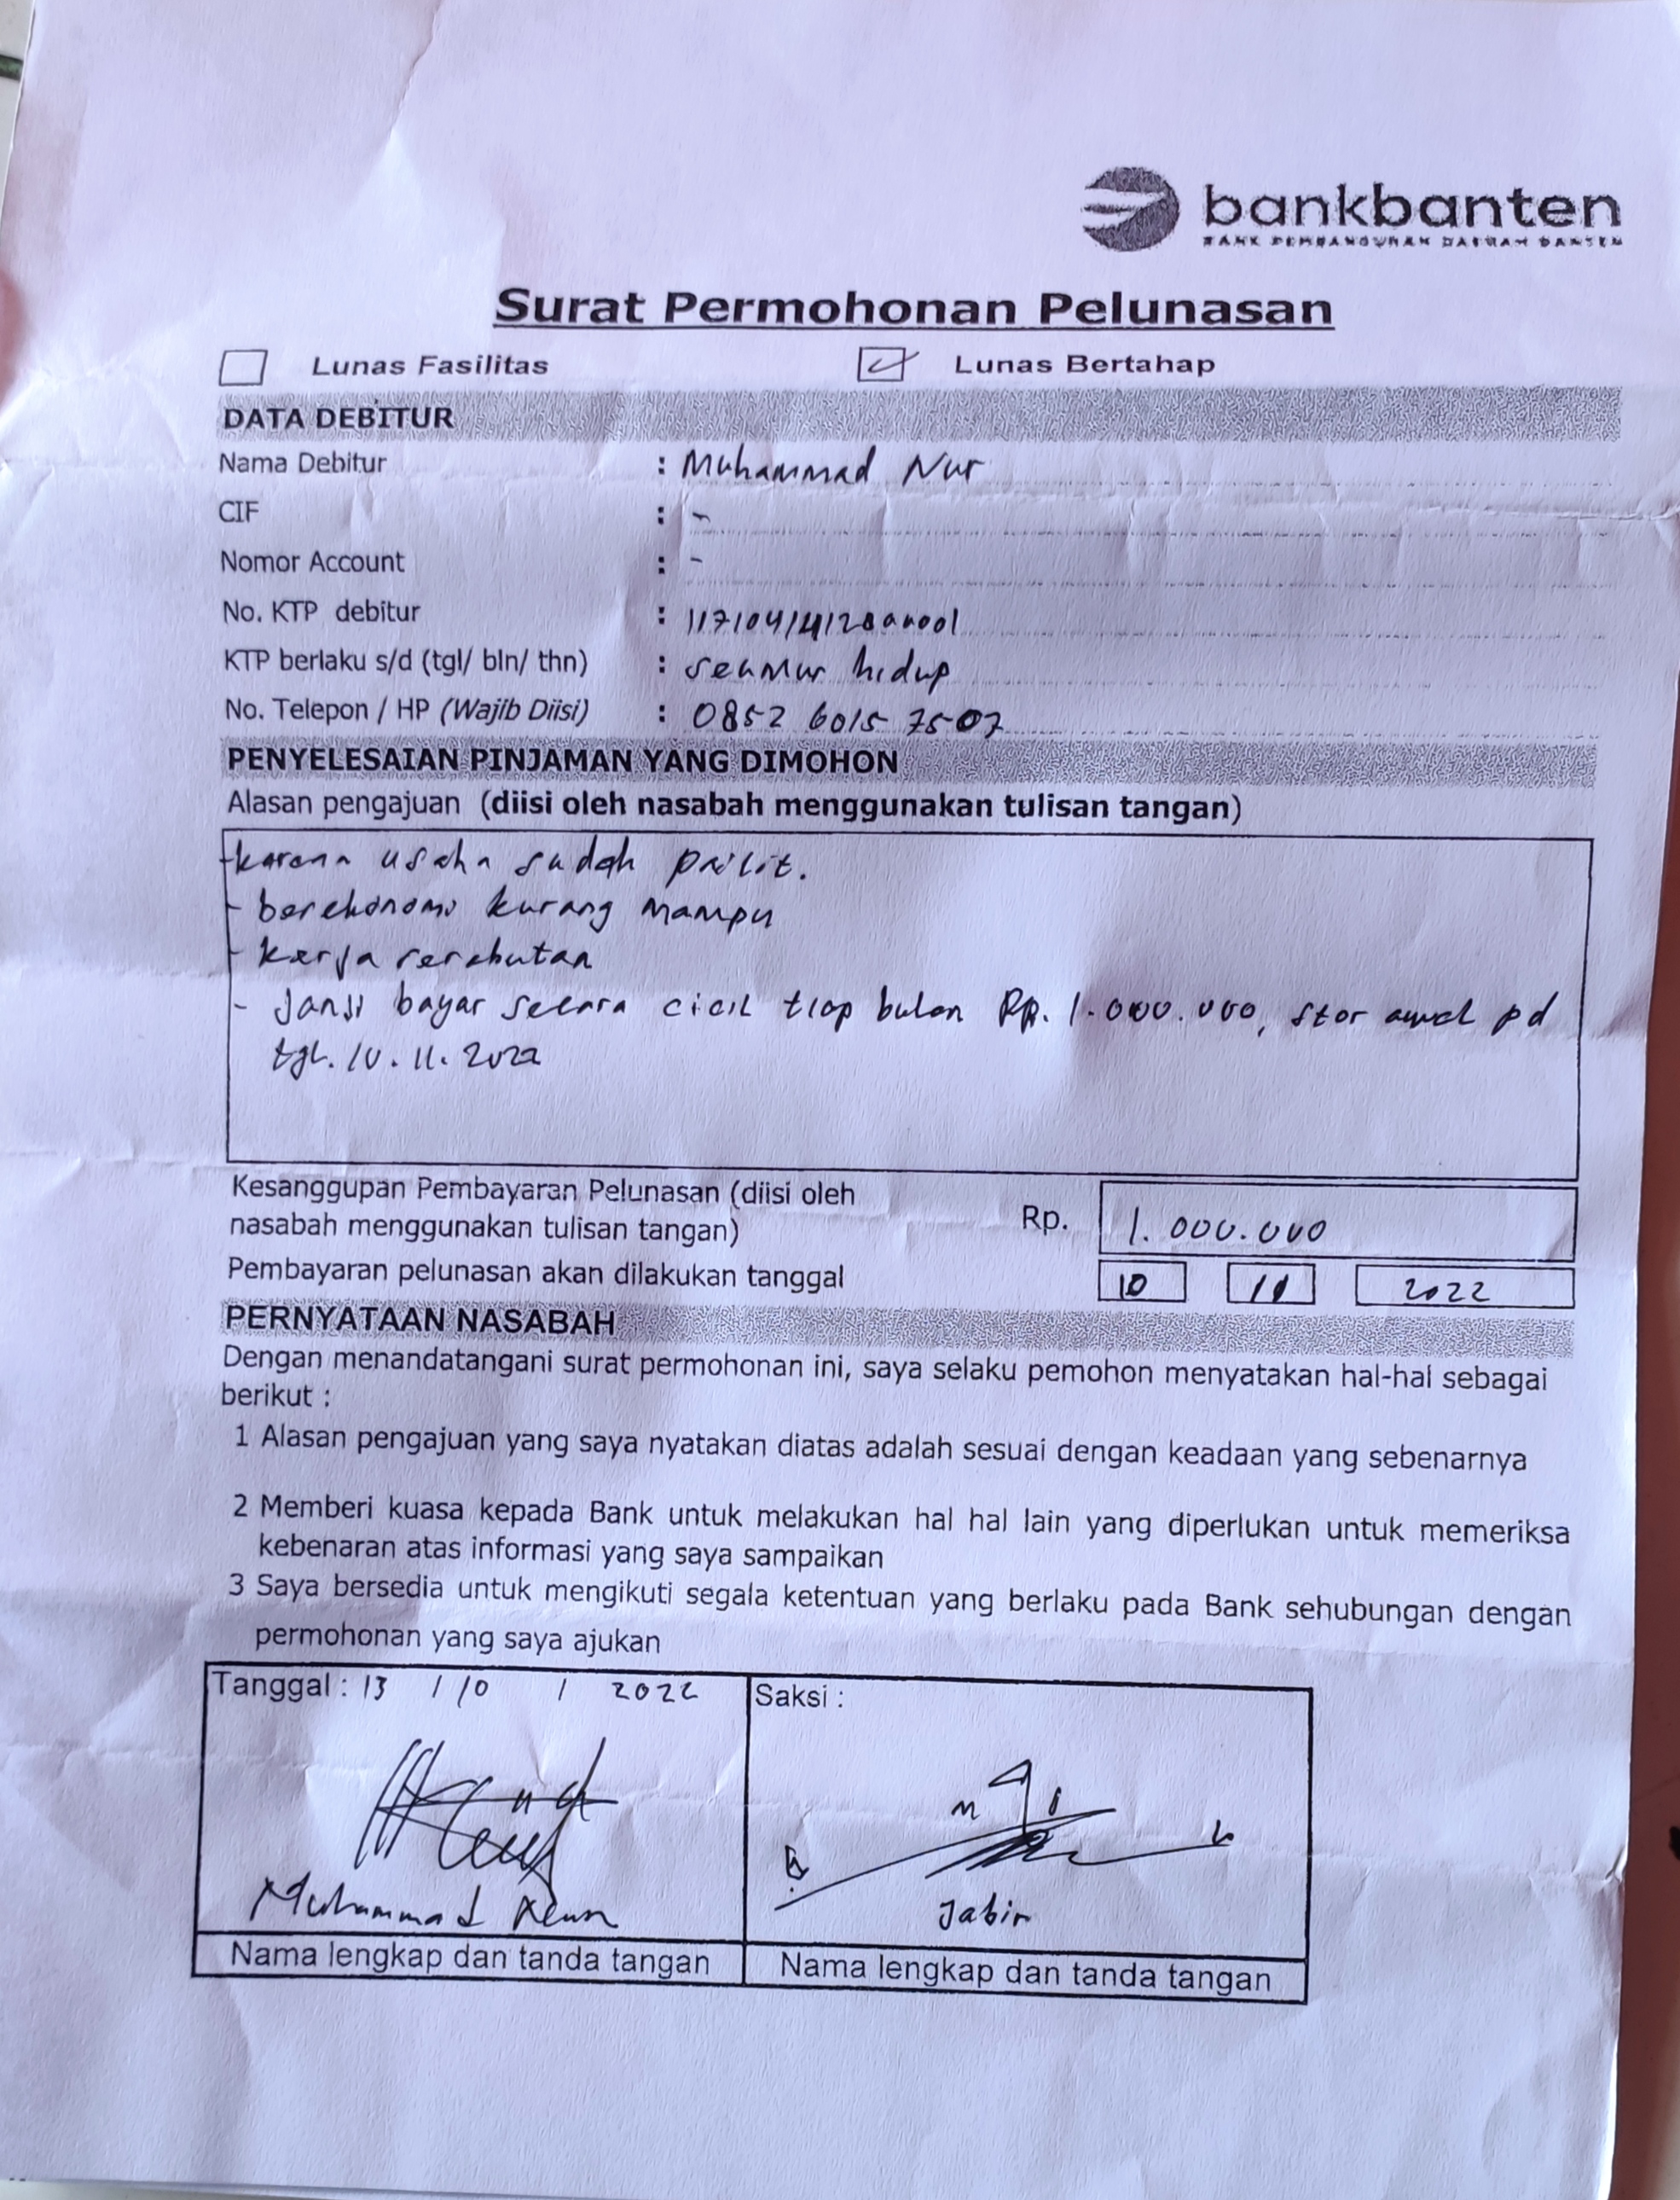 bankbanten
BANK PEMBANGUNAN DAERAH BANTEN
Surat Permohonan Pelunasan
Lunas Fasilitas Lunas Bertahap
DATA DEBITUR
Nama Debitur : Muhammad Nur
CIF : -
Nomor Account : -
No. KTP debitur :
KTP berlaku s/d (tgl/ bln/ thn) : seumur hidup
No. Telepon / HP (Wajib Diisi) : 0852 6015 7507
PENYELESAIAN PINJAMAN YANG DIMOHON
Alasan pengajuan (diisi oleh nasabah menggunakan tulisan tangan)
- karena usaha sudah pailit.
- berekonomi kurang mampu
- kerja serabutan
- Janji bayar secara cicil tiap bulan Rp. 1.000.000, stor awal pd
tgl. 10. 11. 2022
Kesanggupan Pembayaran Pelunasan (diisi oleh
nasabah menggunakan tulisan tangan) Rp. 1.000.000
Pembayaran pelunasan akan dilakukan tanggal 10 11 2022
PERNYATAAN NASABAH
Dengan menandatangani surat permohonan ini, saya selaku pemohon menyatakan hal-hal sebagai
berikut :
1 Alasan pengajuan yang saya nyatakan diatas adalah sesuai dengan keadaan yang sebenarnya
2 Memberi kuasa kepada Bank untuk melakukan hal hal lain yang diperlukan untuk memeriksa
kebenaran atas informasi yang saya sampaikan
3 Saya bersedia untuk mengikuti segala ketentuan yang berlaku pada Bank sehubungan dengan
permohonan yang saya ajukan
Tanggal : 13 / 10 / 2022 Saksi :
Muhammad Jabir
Nama lengkap dan tanda tangan Nama lengkap dan tanda tangan